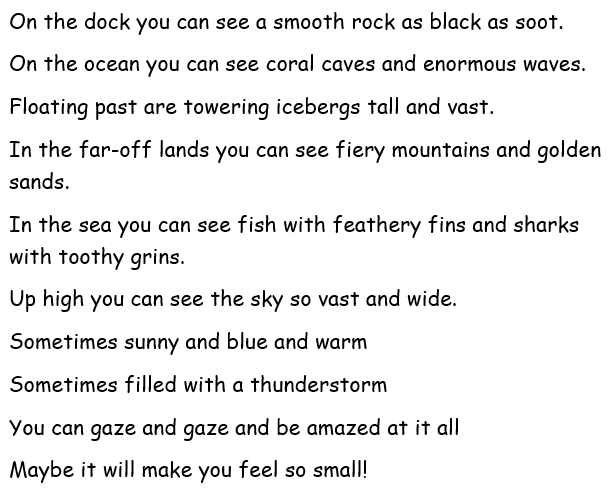 On the dock you can see a smooth rock as black as soot.
On the ocean you can see coral caves and enormous waves.
Floating past are towering icebergs tall and vast.
In the far-off lands you can see fiery mountains and golden
sands.
In the sea you can see fish with feathery fins and sharks
with toothy grins.
Up high you can see the sky so vast and wide.
Sometimes sunny and blue and warm
Sometimes filled with a thunderstorm
You can gaze and gaze and be amazed at it all
Maybe it will make you feel so small!